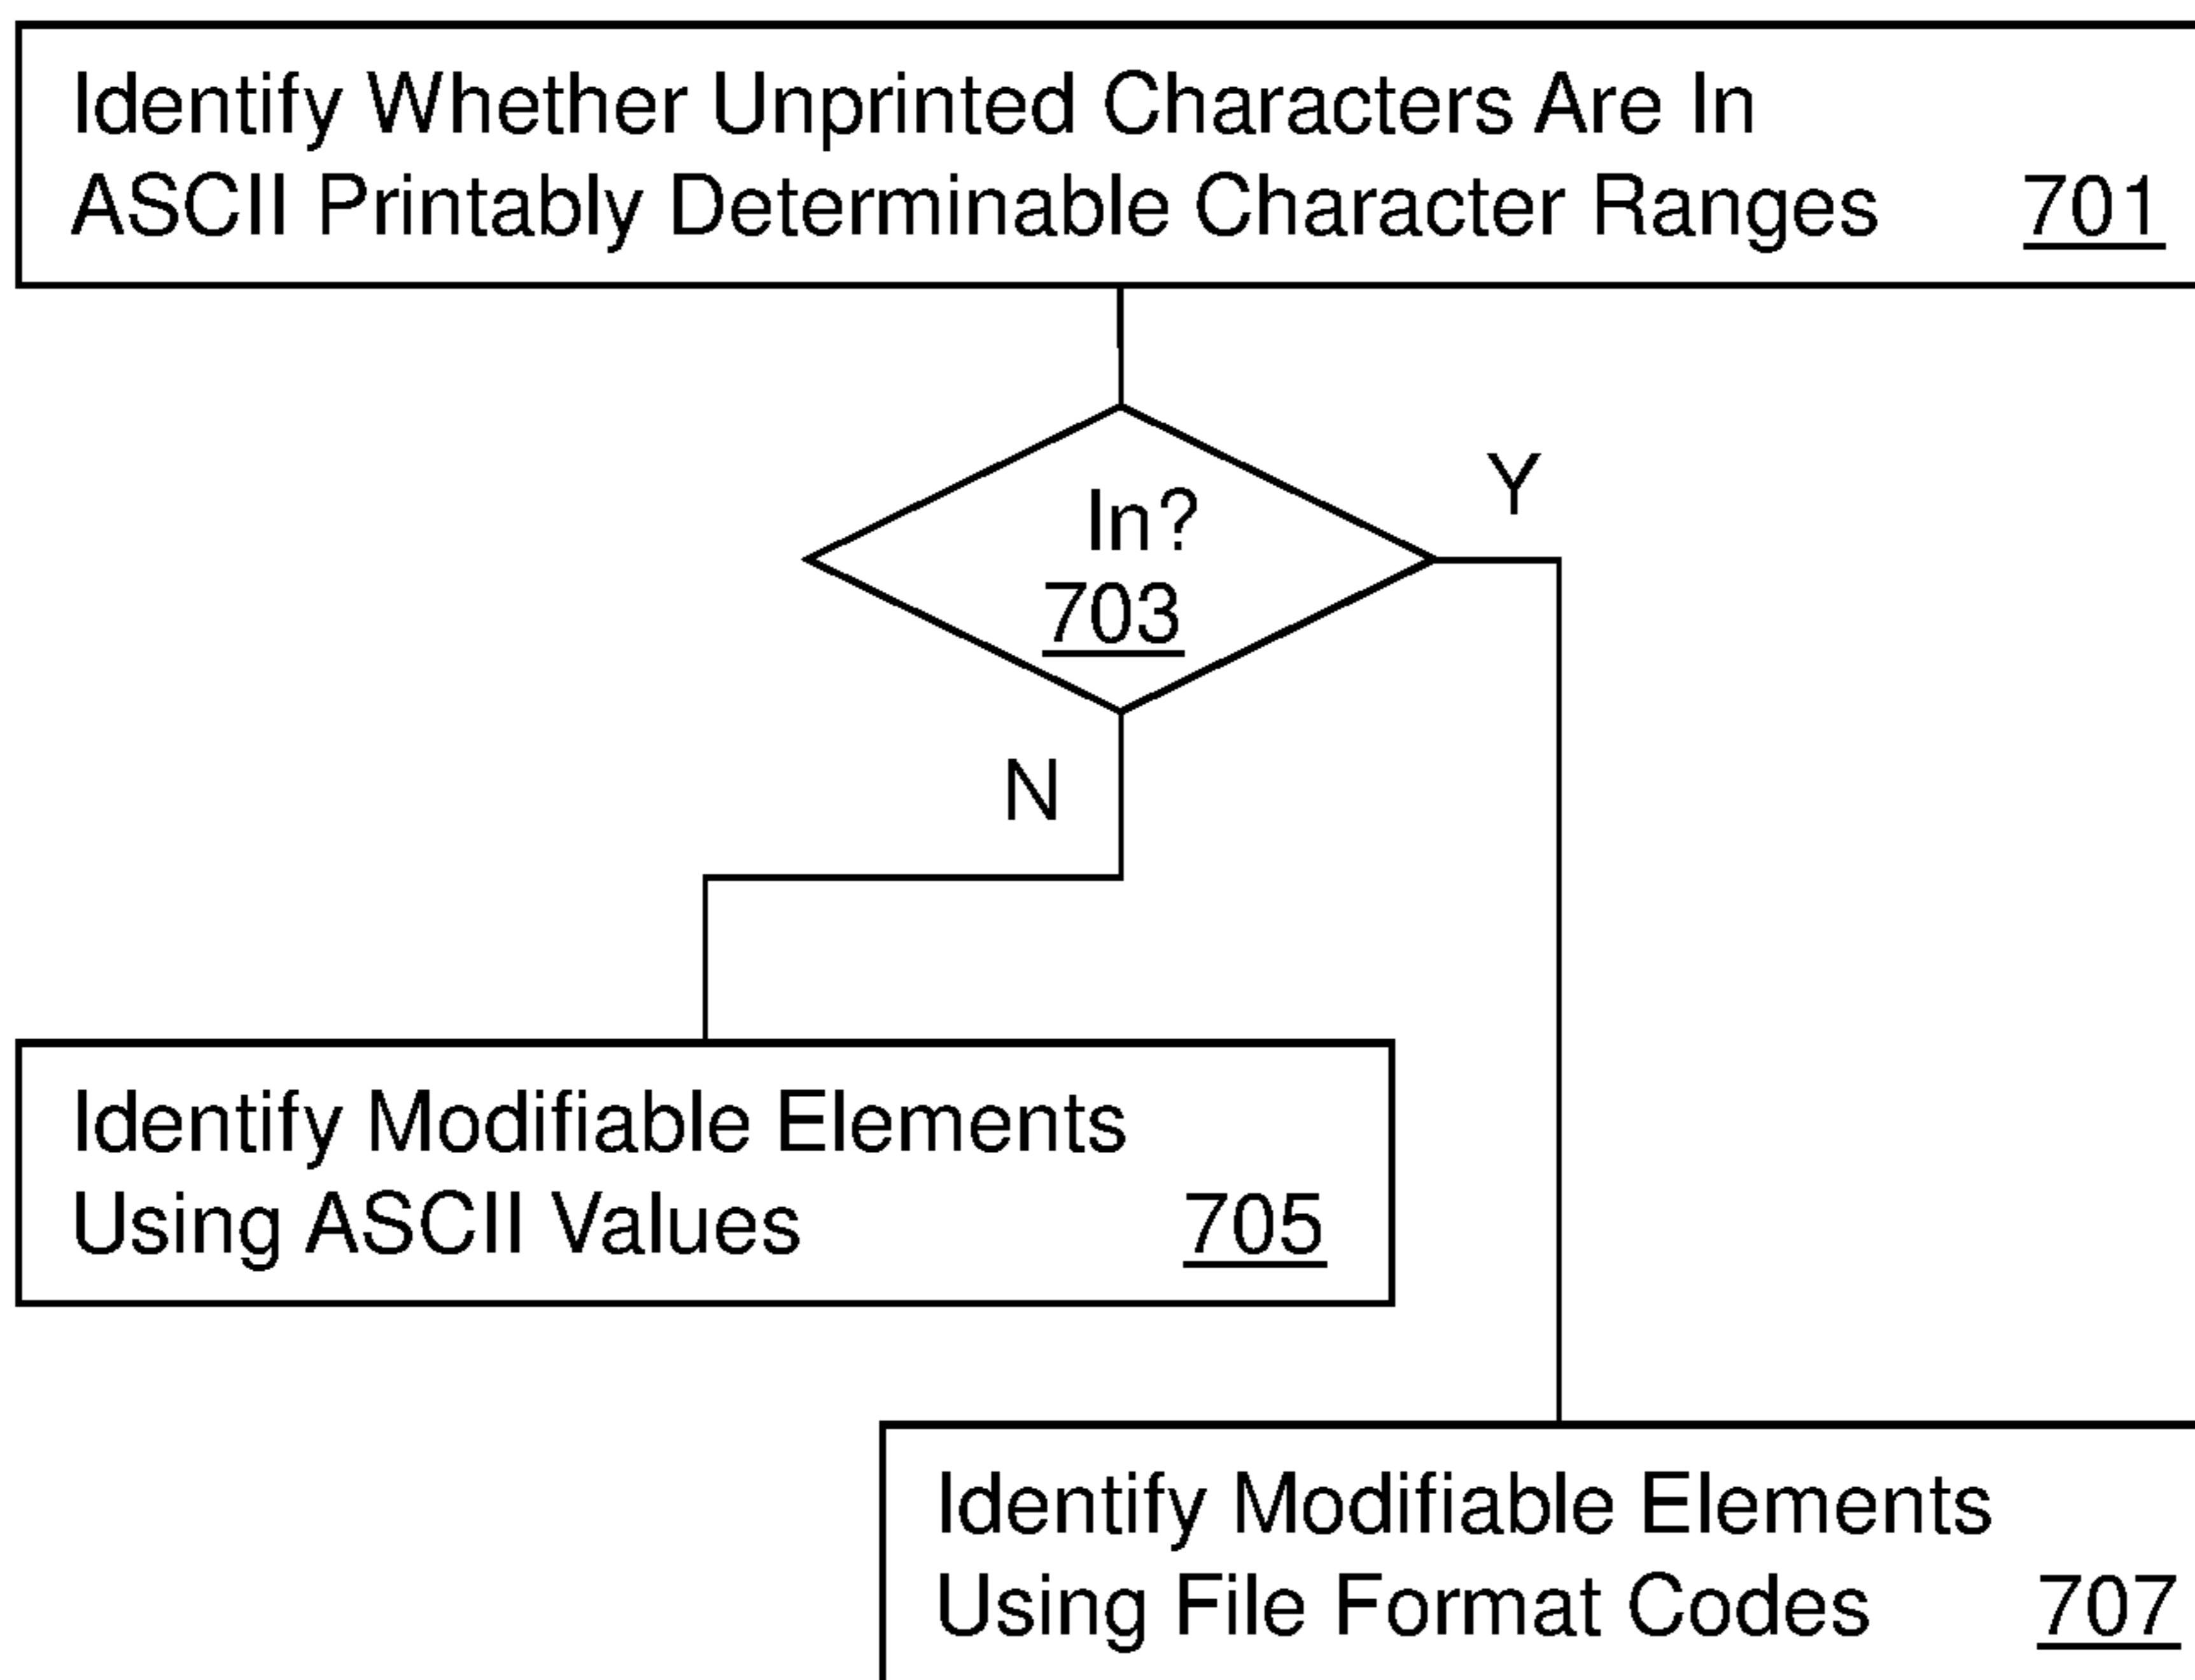 Identify Whether Unprinted Characters Are In
ASCII Printably Determinable Character Ranges 701
In?
703
Y
N
Identify Modifiable Elements
Using ASCII Values 705
Identify Modifiable Elements
Using File Format Codes 707